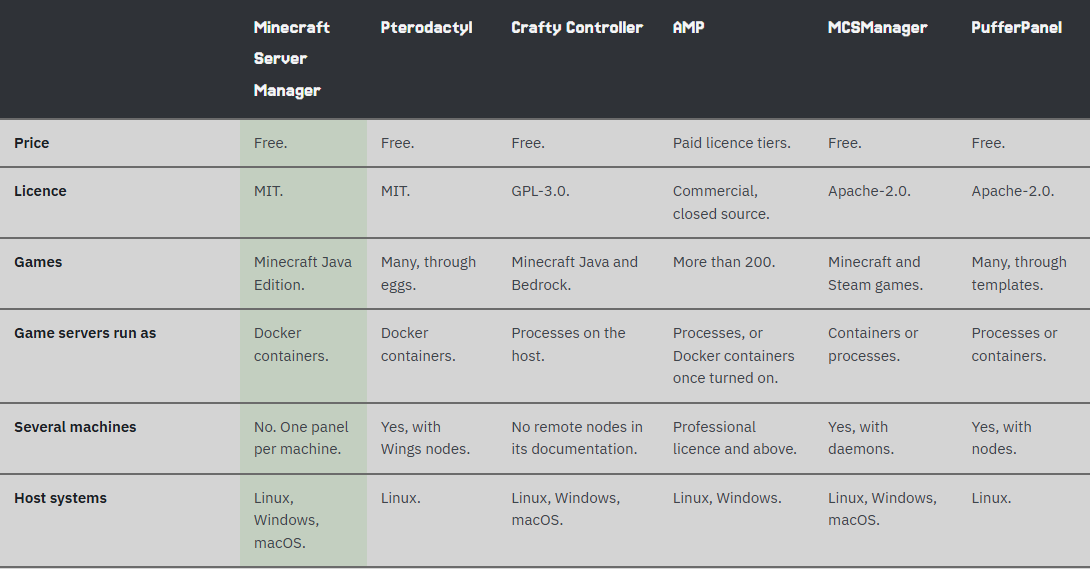 Minecraft Server Manager Pterodactyl Crafty Controller AMP MCSManager PufferPanel
Price Free. Free. Free. Paid licence tiers. Free. Free.
Licence MIT. MIT. GPL-3.0. Commercial, closed source. Apache-2.0. Apache-2.0.
Games Minecraft Java Edition. Many, through eggs. Minecraft Java and Bedrock. More than 200. Minecraft and Steam games. Many, through templates.
Game servers run as Docker containers. Docker containers. Processes on the host. Processes, or Docker containers once turned on. Containers or processes. Processes or containers.
Several machines No. One panel per machine. Yes, with Wings nodes. No remote nodes in its documentation. Professional licence and above. Yes, with daemons. Yes, with nodes.
Host systems Linux, Windows, macOS. Linux. Linux, Windows, macOS. Linux, Windows. Linux, Windows, macOS. Linux.